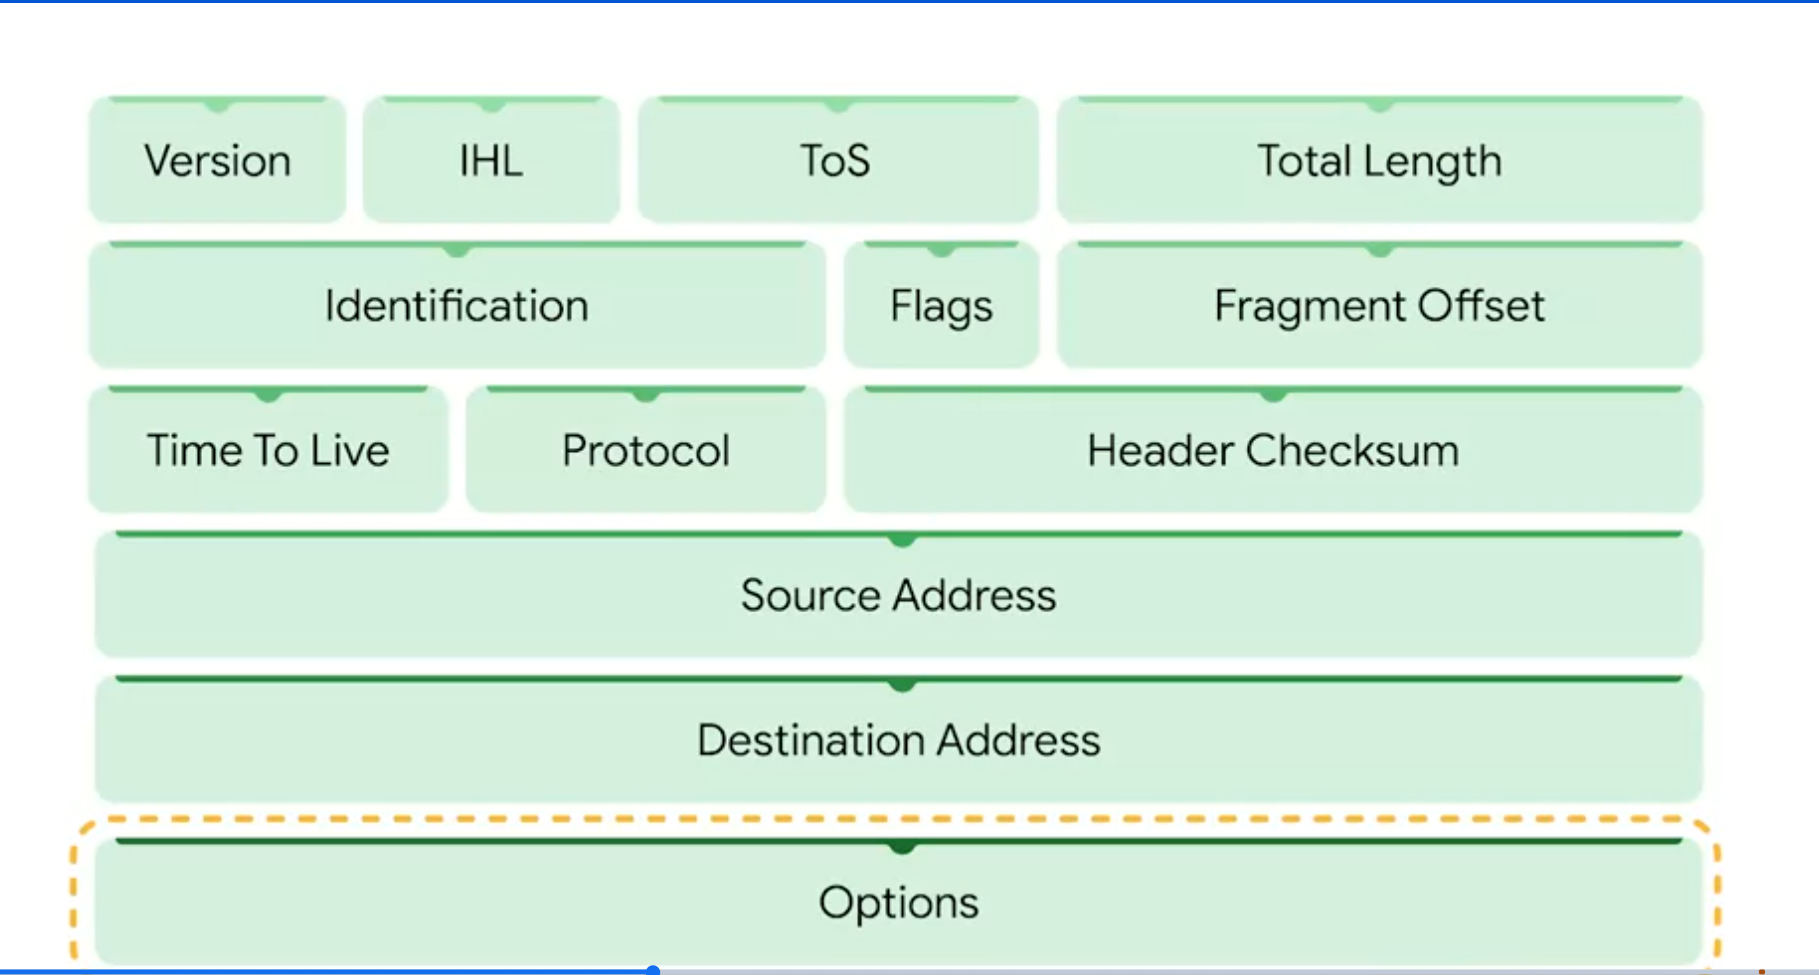 Version IHL ToS Total Length
Identification Flags Fragment Offset
Time To Live Protocol Header Checksum
Source Address
Destination Address
Options